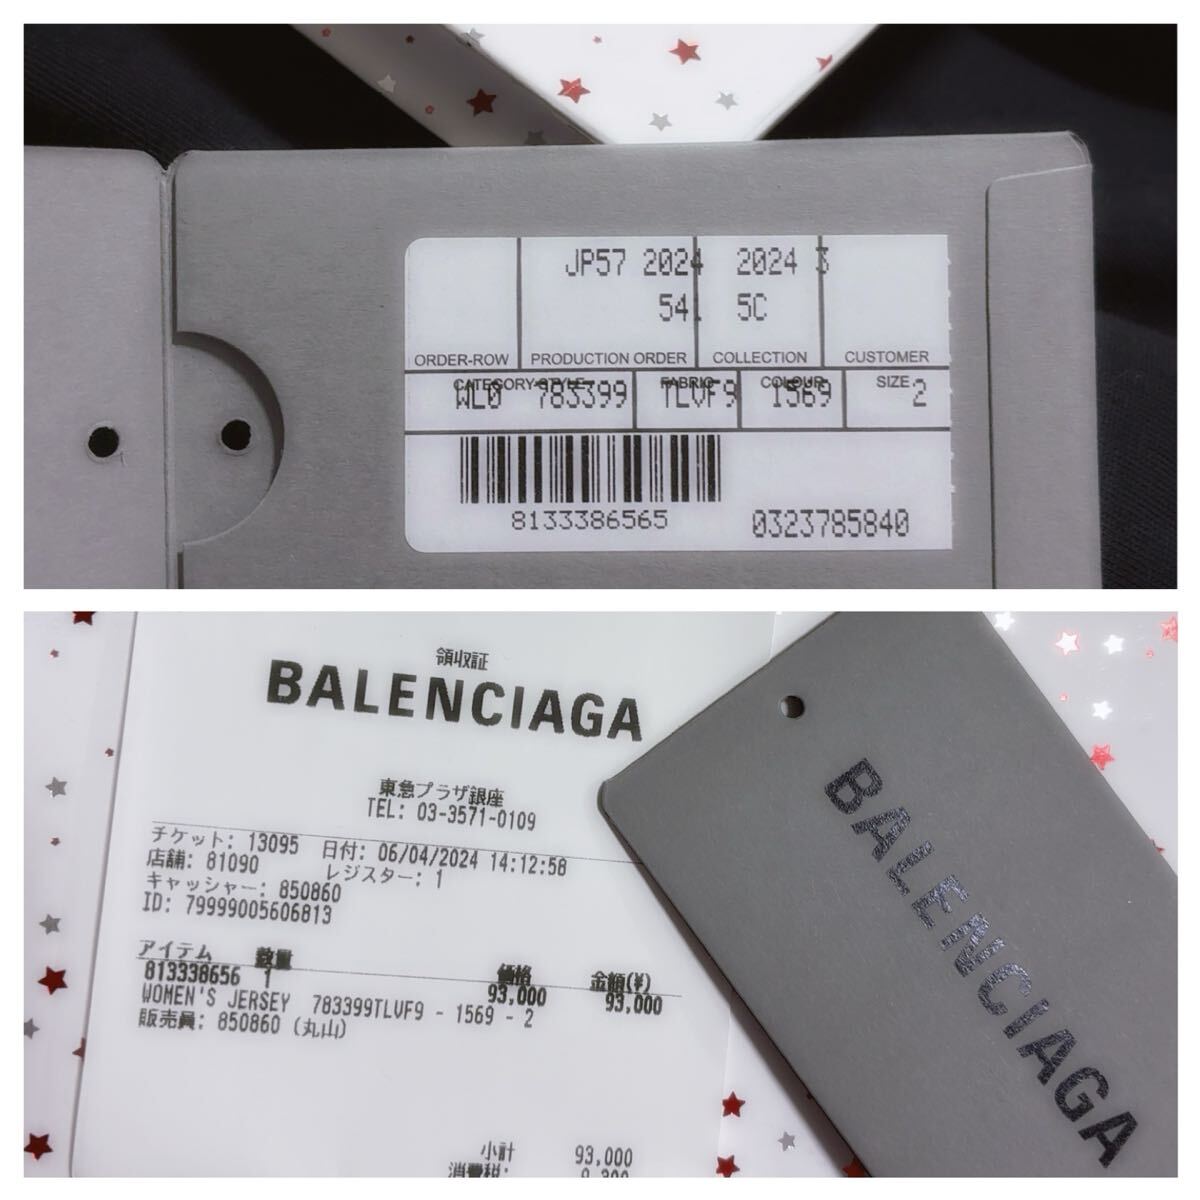 JP57 2024 2024 3
541 5C
ORDER-ROW PRODUCTION ORDER COLLECTION CUSTOMER
CATEGORY-STYLE FABRIC COLOUR SIZE
WL0 783399 TLVF9 1569 2
8133386565 0323785840
領収証
BALENCIAGA
東急プラザ銀座
TEL: 03-3571-0109
チケット: 13095 日付: 06/04/2024 14:12:58
店舗: 81090 レジスター: 1
キャッシャー: 850860
ID: 79999005606813
アイテム 数量 価格 金額(¥)
813338656 1 93,000 93,000
WOMEN'S JERSEY 783399TLVF9 - 1569 - 2
販売員: 850860 (丸山)
小計 93,000
消費税: 9,300
BALENCIAGA